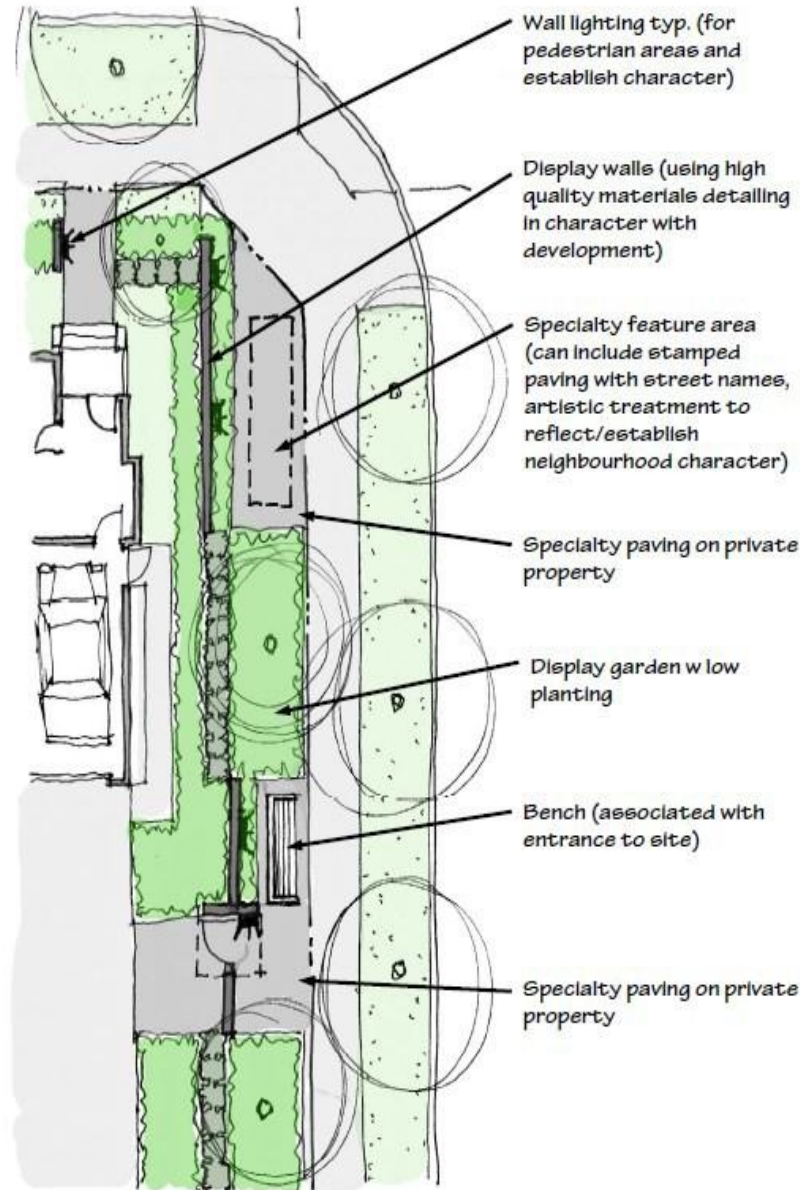 Wall lighting typ. (for
pedestrian areas and
establish character)
Display walls (using high
quality materials detailing
in character with
development)
Specialty feature area
(can include stamped
paving with street names,
artistic treatment to
reflect/establish
neighbourhood character)
Specialty paving on private
property
Display garden w low
planting
Bench (associated with
entrance to site)
Specialty paving on private
property